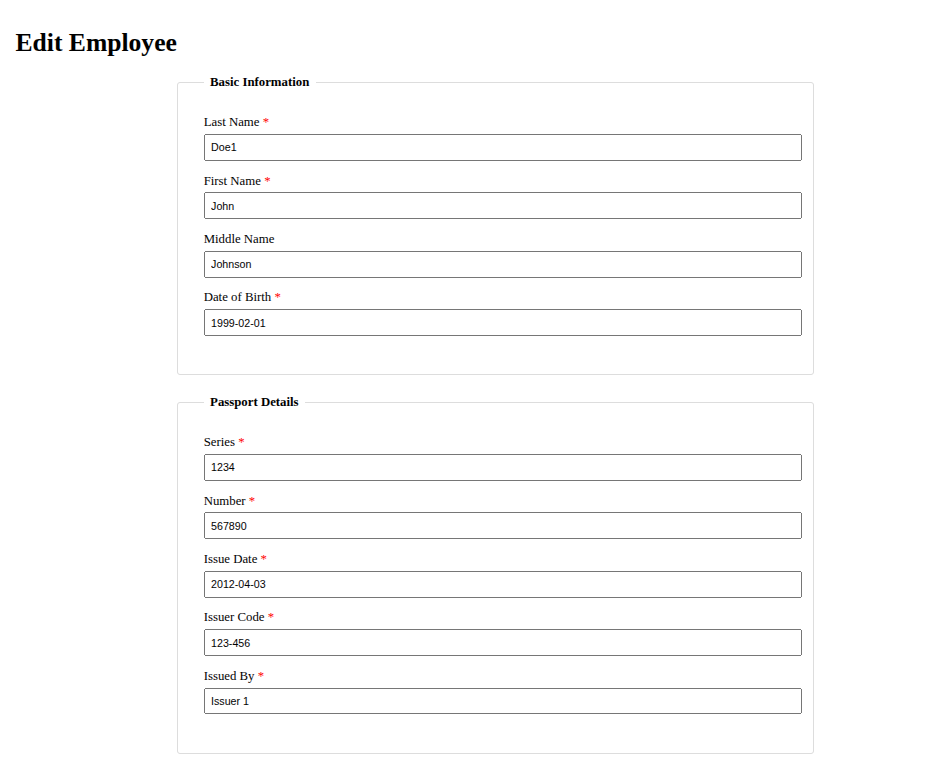 Edit Employee
Basic Information
Last Name *
Doe1
First Name *
John
Middle Name
Johnson
Date of Birth *
1999-02-01
Passport Details
Series *
1234
Number *
567890
Issue Date *
2012-04-03
Issuer Code *
123-456
Issued By *
Issuer 1